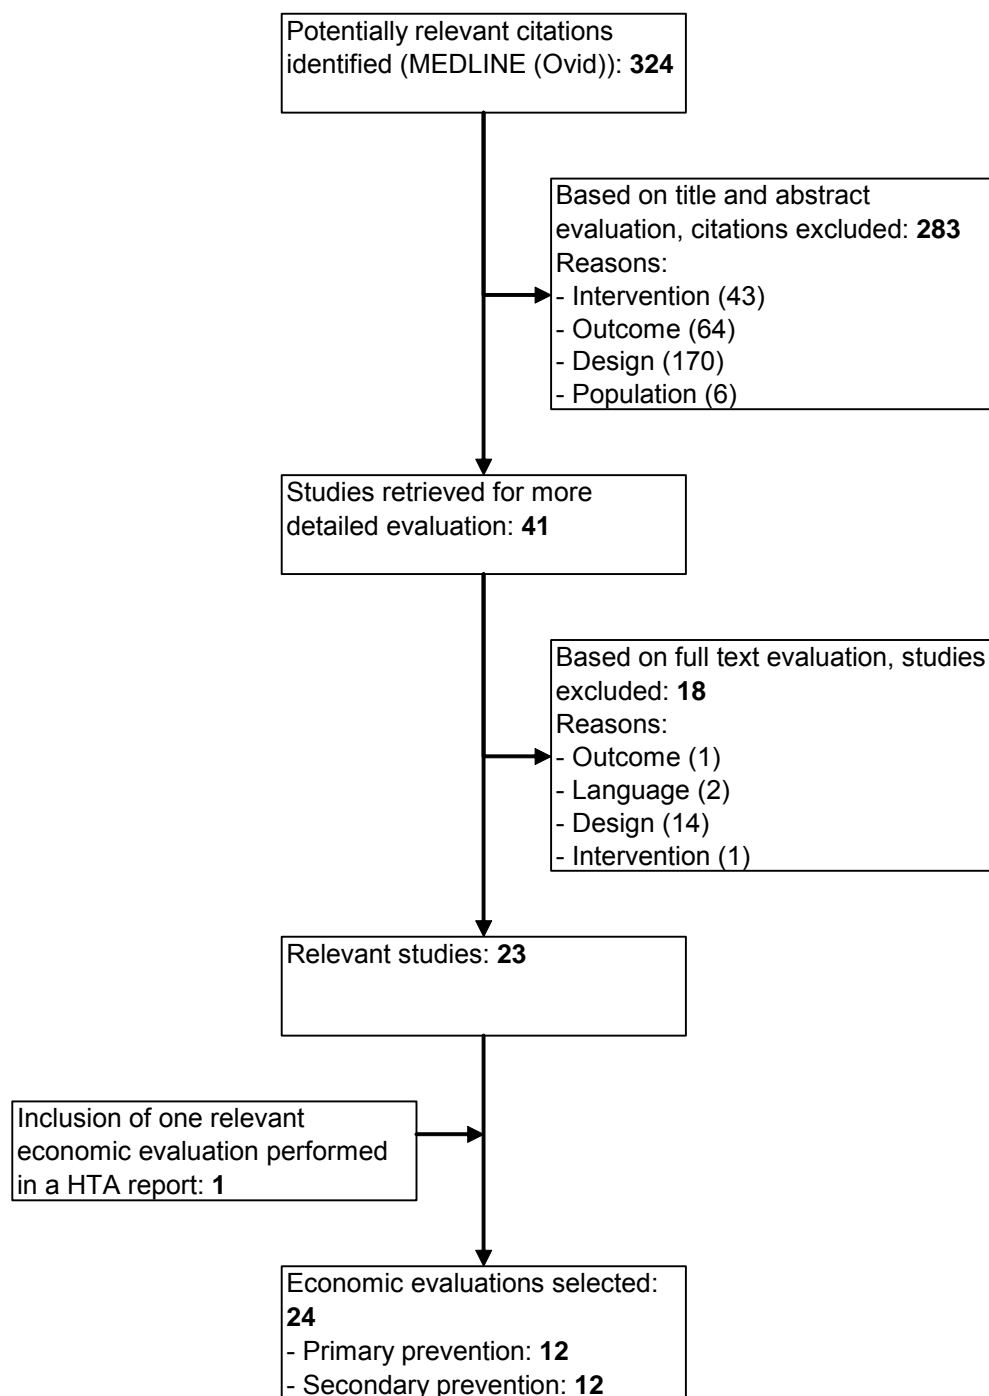 Potentially relevant citations
identified (MEDLINE (Ovid)): 324
Based on title and abstract
evaluation, citations excluded: 283
Reasons:
- Intervention (43)
- Outcome (64)
- Design (170)
- Population (6)
Studies retrieved for more
detailed evaluation: 41
Based on full text evaluation, studies
excluded: 18
Reasons:
- Outcome (1)
- Language (2)
- Design (14)
- Intervention (1)
Relevant studies: 23
Inclusion of one relevant
economic evaluation performed
in a HTA report: 1
Economic evaluations selected:
24
- Primary prevention: 12
- Secondary prevention: 12